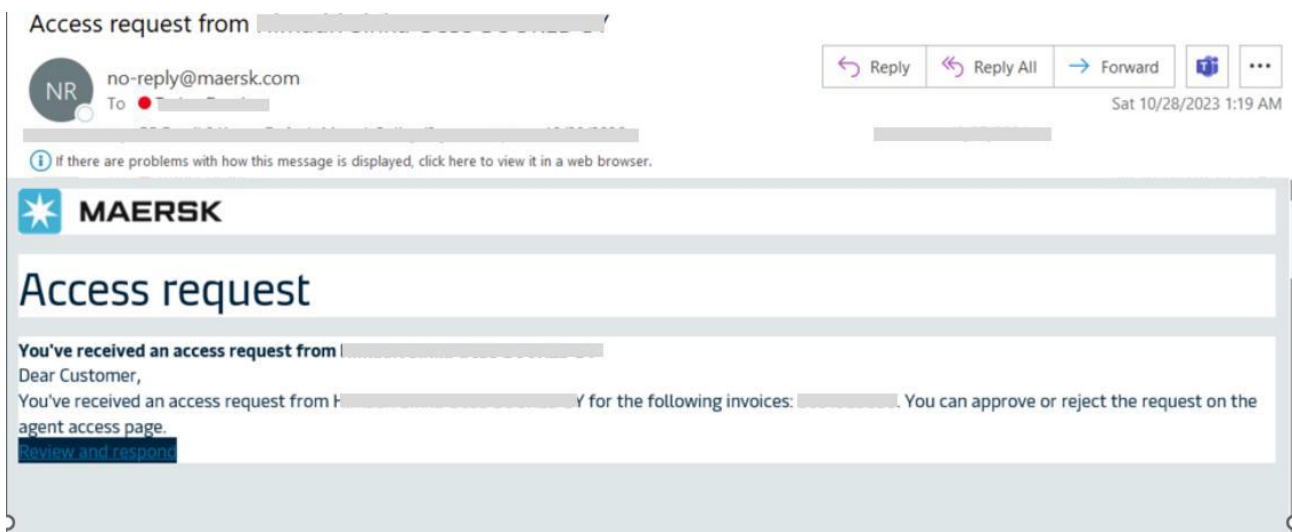 Access request from
Reply
Reply All
Forward
...
NR
no-reply@maersk.com
To
Sat 10/28/2023 1:19 AM
If there are problems with how this message is displayed, click here to view it in a web browser.
MAERSK
Access request
You've received an access request from
Dear Customer,
You've received an access request from H Y for the following invoices: . You can approve or reject the request on the
agent access page.
Review and respond